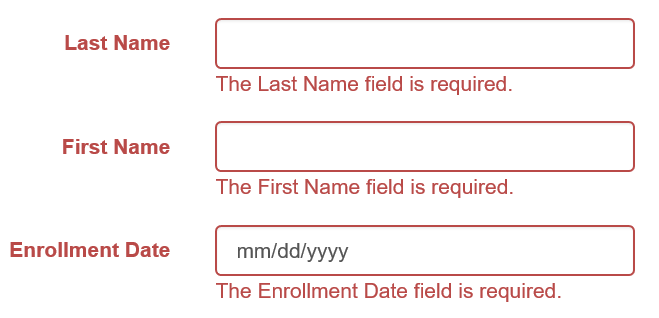 Last Name
The Last Name field is required.
First Name
The First Name field is required.
Enrollment Date
mm/dd/yyyy
The Enrollment Date field is required.